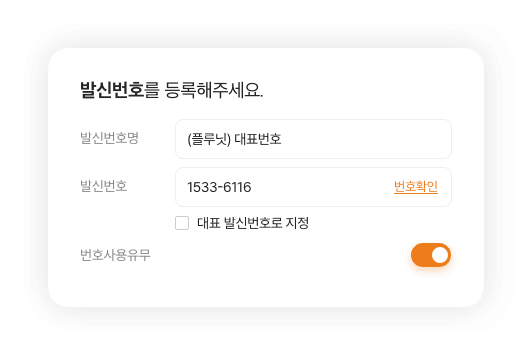 발신번호를 등록해주세요.
발신번호명
(플루닛) 대표번호
발신번호
1533-6116
번호확인
대표 발신번호로 지정
번호사용유무